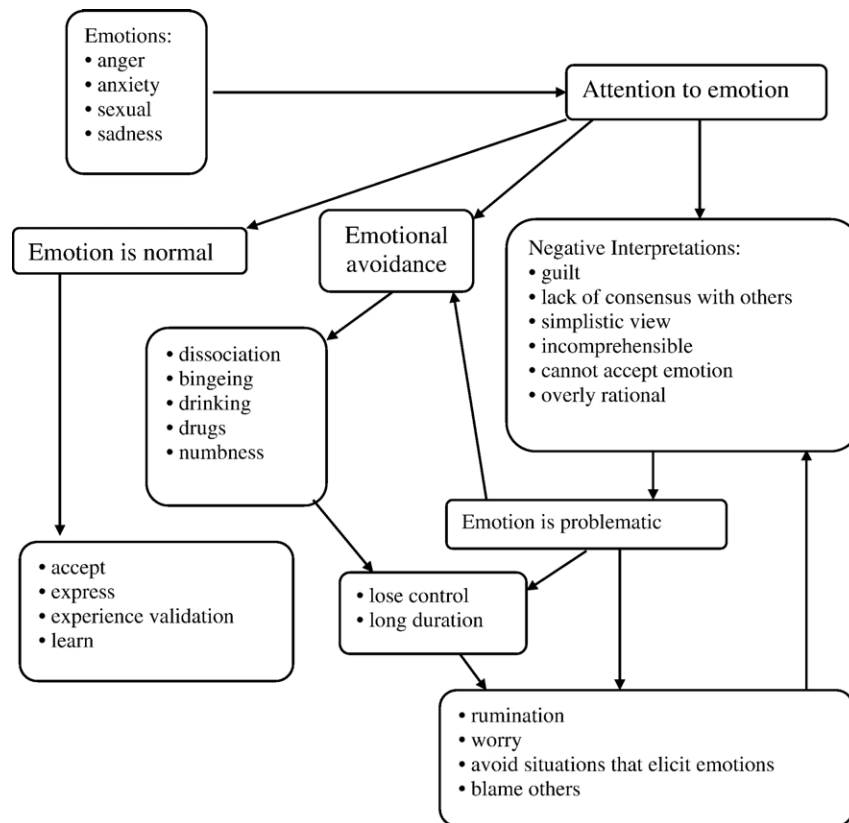 Emotions:
• anger
• anxiety
• sexual
• sadness
Attention to emotion
Emotion is normal
Emotional
avoidance
Negative Interpretations:
• guilt
• lack of consensus with others
• simplistic view
• incomprehensible
• cannot accept emotion
• overly rational
• dissociation
• bingeing
• drinking
• drugs
• numbness
Emotion is problematic
• accept
• express
• experience validation
• learn
• lose control
• long duration
• rumination
• worry
• avoid situations that elicit emotions
• blame others